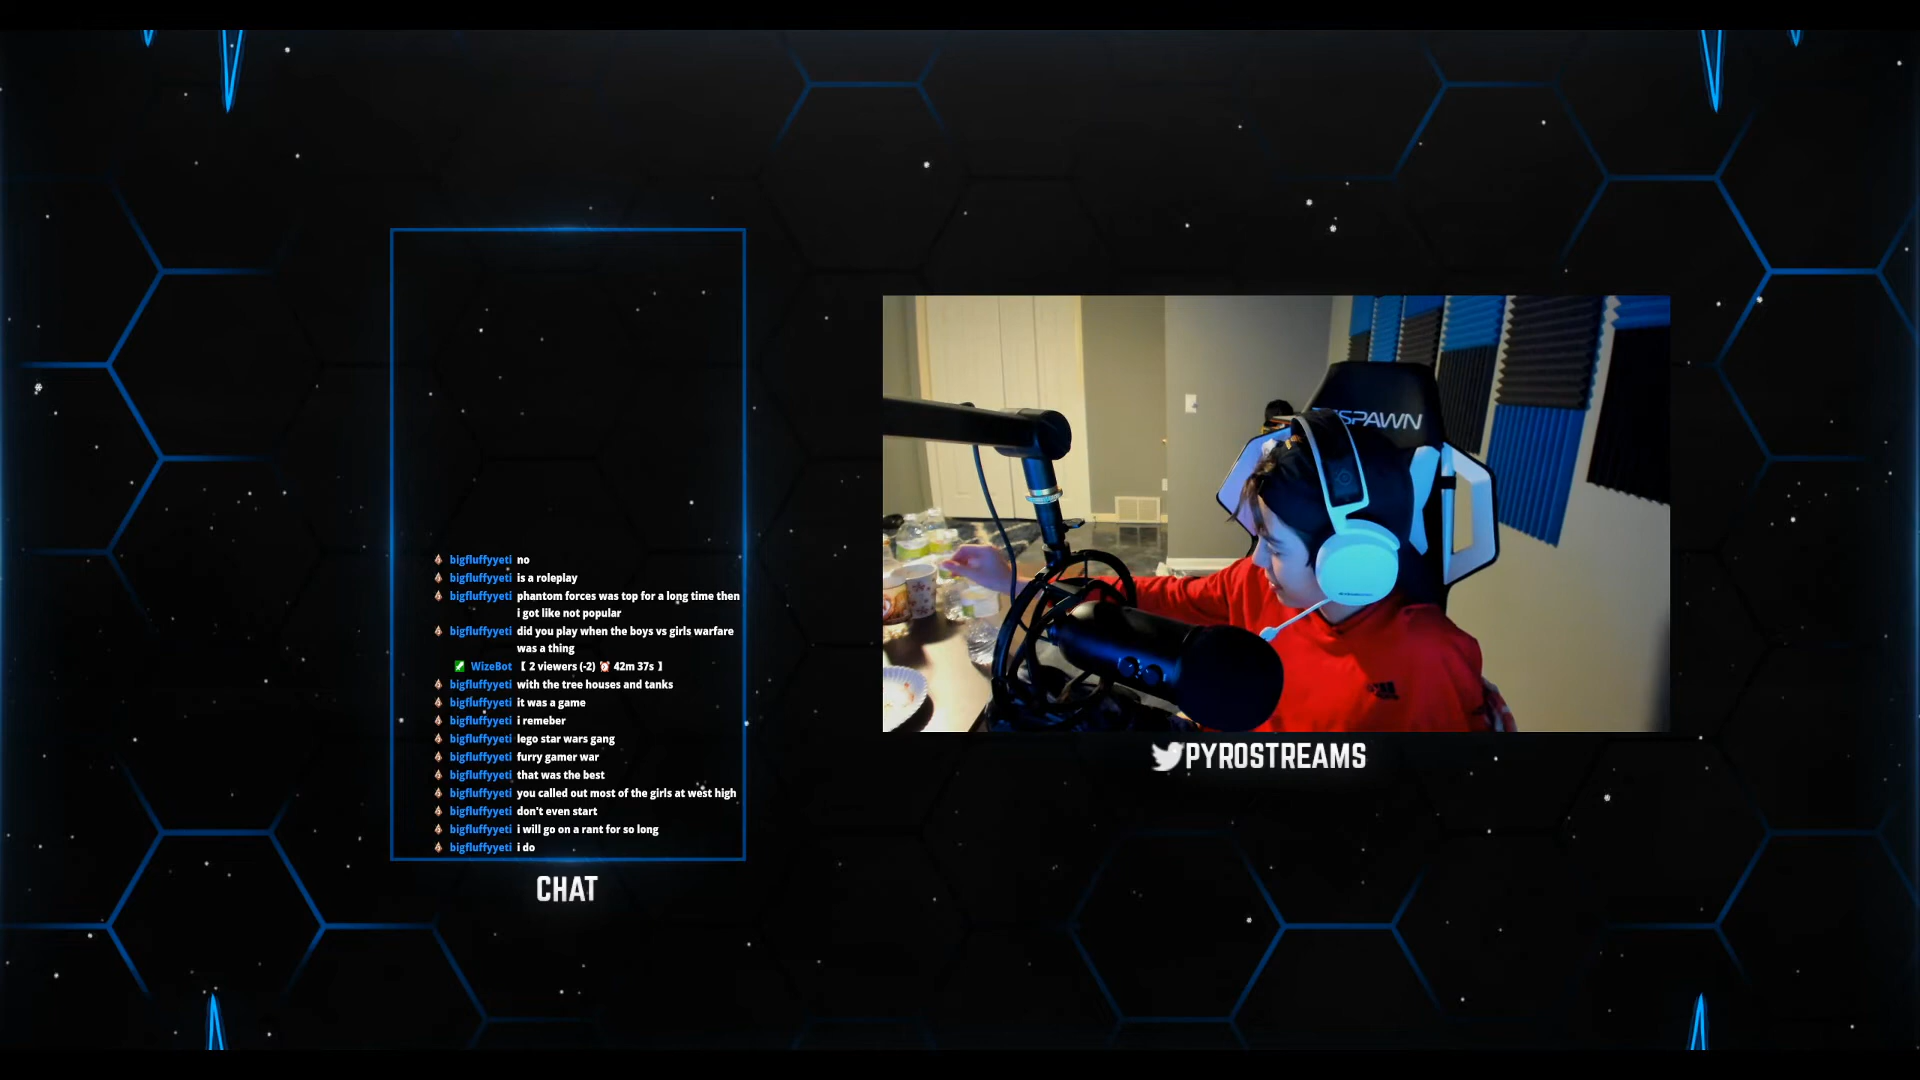 bigfluffyyeti no
bigfluffyyeti is a roleplay
bigfluffyyeti phantom forces was top for a long time then
i got like not popular
bigfluffyyeti did you play when the boys vs girls warfare
was a thing
WizeBot 【 2 viewers (-2) ⏰ 42m 37s 】
bigfluffyyeti with the tree houses and tanks
bigfluffyyeti it was a game
bigfluffyyeti i remeber
bigfluffyyeti lego star wars gang
bigfluffyyeti furry gamer war
bigfluffyyeti that was the best
bigfluffyyeti you called out most of the girls at west high
bigfluffyyeti don't even start
bigfluffyyeti i will go on a rant for so long
bigfluffyyeti i do
CHAT
SPAWN
PYROSTREAMS